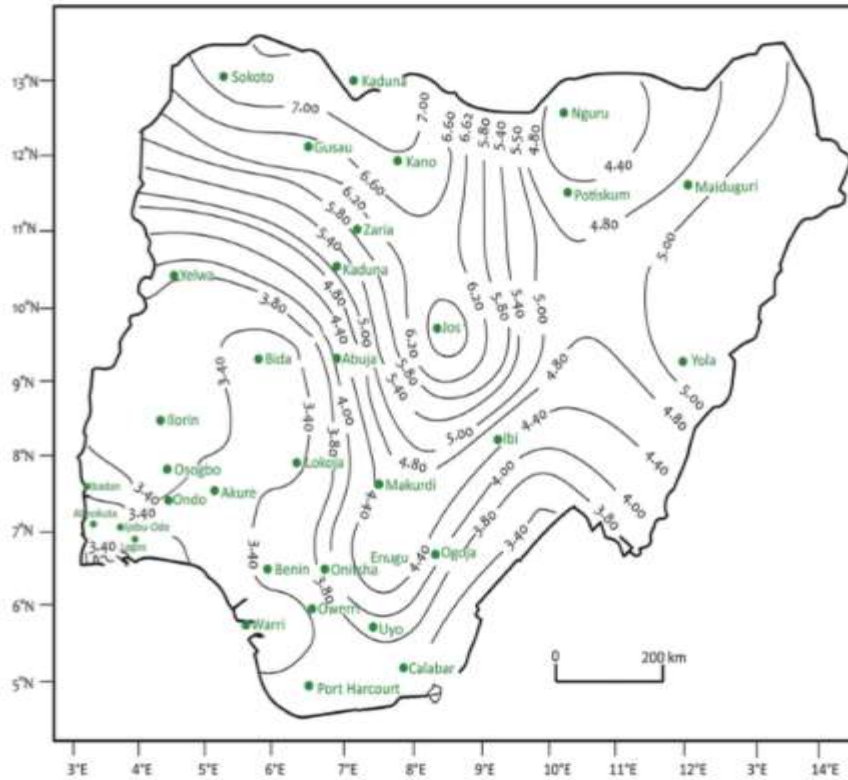 13°N
12°N
11°N
10°N
9°N
8°N
7°N
6°N
5°N
Sokoto
Kaduna
7.00
7.00
6.60
6.62
5.80
5.40
5.50
4.80
Nguru
4.40
Gusau
Kano
6.60
6.20
5.80
Potiskum
Maiduguri
4.80
Zaria
5.40
5.00
Kaduna
Yelwa
4.80
3.80
4.40
5.00
6.20
5.80
5.40
5.00
Jos
6.20
5.80
5.40
Bida
Abuja
3.40
4.00
4.80
Yola
5.00
4.80
Ilorin
3.40
3.80
5.00
4.80
Ibi
4.40
4.40
Osogbo
Lokoja
Makurdi
4.00
4.00
Ibadan
3.40
Ondo
Akure
4.40
3.80
3.80
Abeokuta
3.40
Ijebu-Ode
3.40
3.40
Lagos
3.40
Enugu
4.40
Ogoja
Benin
Onitsha
3.80
Owerri
Warri
Uyo
Calabar
Port Harcourt
0
200 km
3°E
4°E
5°E
6°E
7°E
8°E
9°E
10°E
11°E
12°E
3°E
14°E